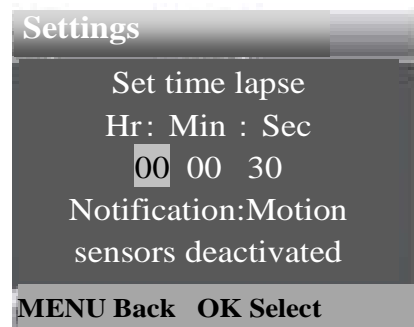 Settings
Set time lapse
Hr: Min : Sec
00 00 30
Notification:Motion
sensors deactivated
MENU Back OK Select